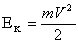 Eк = mV²/2